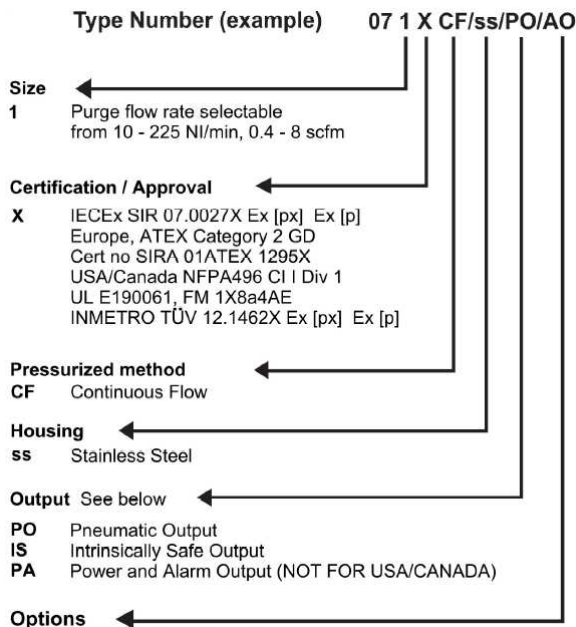 Type Number (example) 07 1 X CF/ss/PO/AO
Size
1 Purge flow rate selectable
from 10 - 225 Nl/min, 0.4 - 8 scfm
Certification / Approval
X IECEx SIR 07.0027X Ex [px] Ex [p]
Europe, ATEX Category 2 GD
Cert no SIRA 01ATEX 1295X
USA/Canada NFPA496 Cl I Div 1
UL E190061, FM 1X8a4AE
INMETRO TÜV 12.1462X Ex [px] Ex [p]
Pressurized method
CF Continuous Flow
Housing
ss Stainless Steel
Output See below
PO Pneumatic Output
IS Intrinsically Safe Output
PA Power and Alarm Output (NOT FOR USA/CANADA)
Options